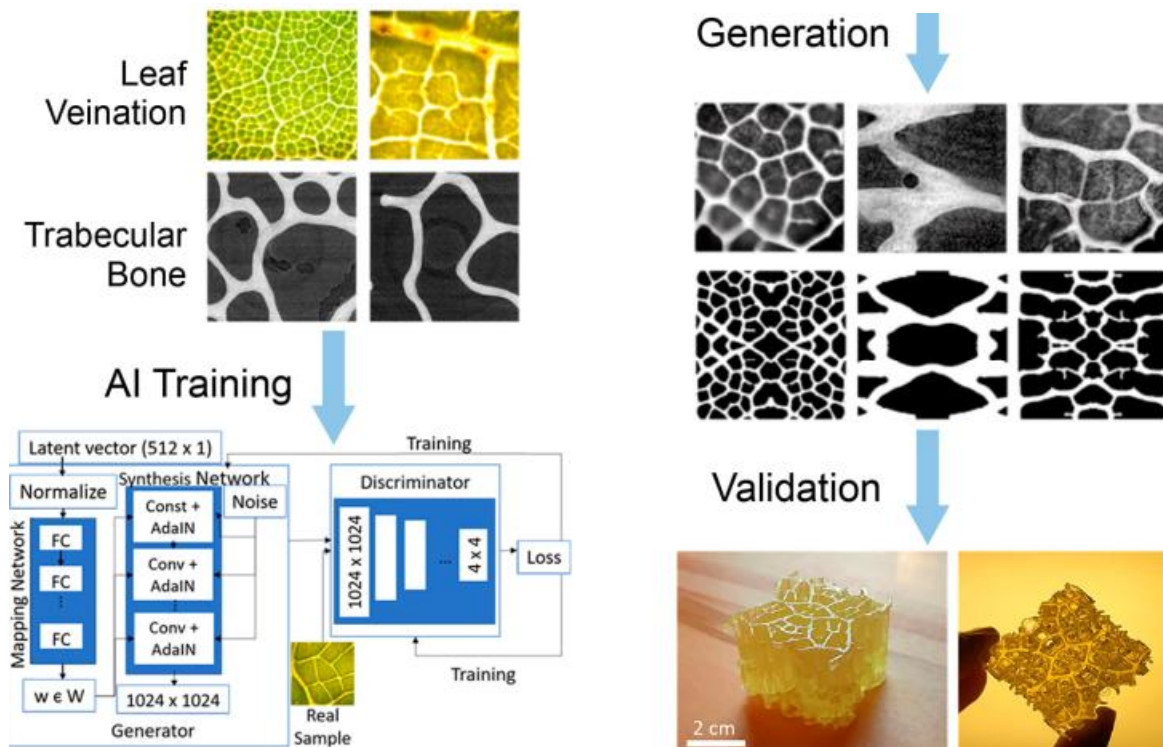 Leaf
Veination
Trabecular
Bone
AI Training
Latent vector (512 x 1)
Normalize
Mapping Network
FC
FC
⋮
FC
w ϵ W
Synthesis Network
Noise
Const +
AdaIN
Conv +
AdaIN
⋮
Conv +
AdaIN
1024 x 1024
Generator
Real
Sample
Training
Discriminator
1024 x 1024
...
4 x 4
Loss
Training
Generation
Validation
2 cm